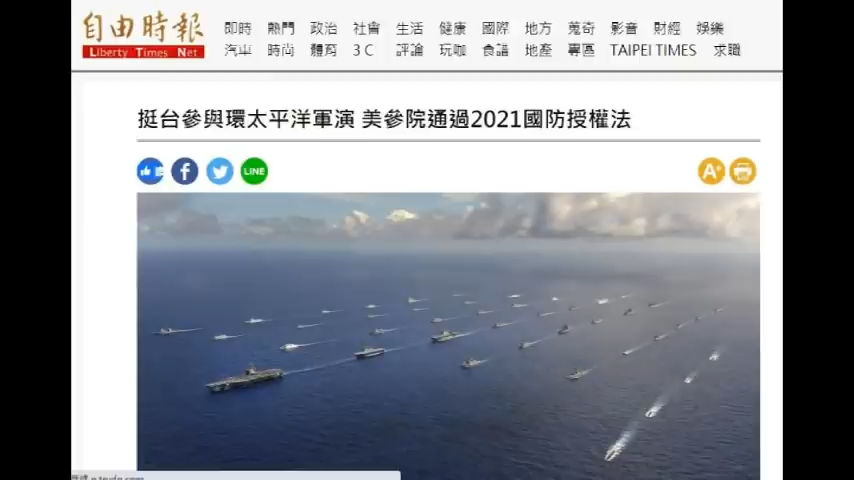 自由時報
Liberty Times Net
即時 熱門 政治 社會 生活 健康 國際 地方 蒐奇 影音 財經 娛樂
汽車 時尚 體育 3 C 評論 玩咖 食譜 地產 專區 TAIPEI TIMES 求職
挺台參與環太平洋軍演 美參院通過2021國防授權法
LINE
A+